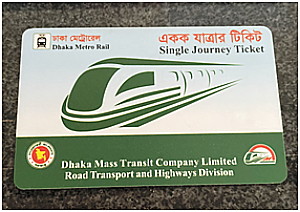 ঢাকা মেট্রোরেল
Dhaka Metro Rail
একক যাত্রার টিকিট
Single Journey Ticket
Dhaka Mass Transit Company Limited
Road Transport and Highways Division